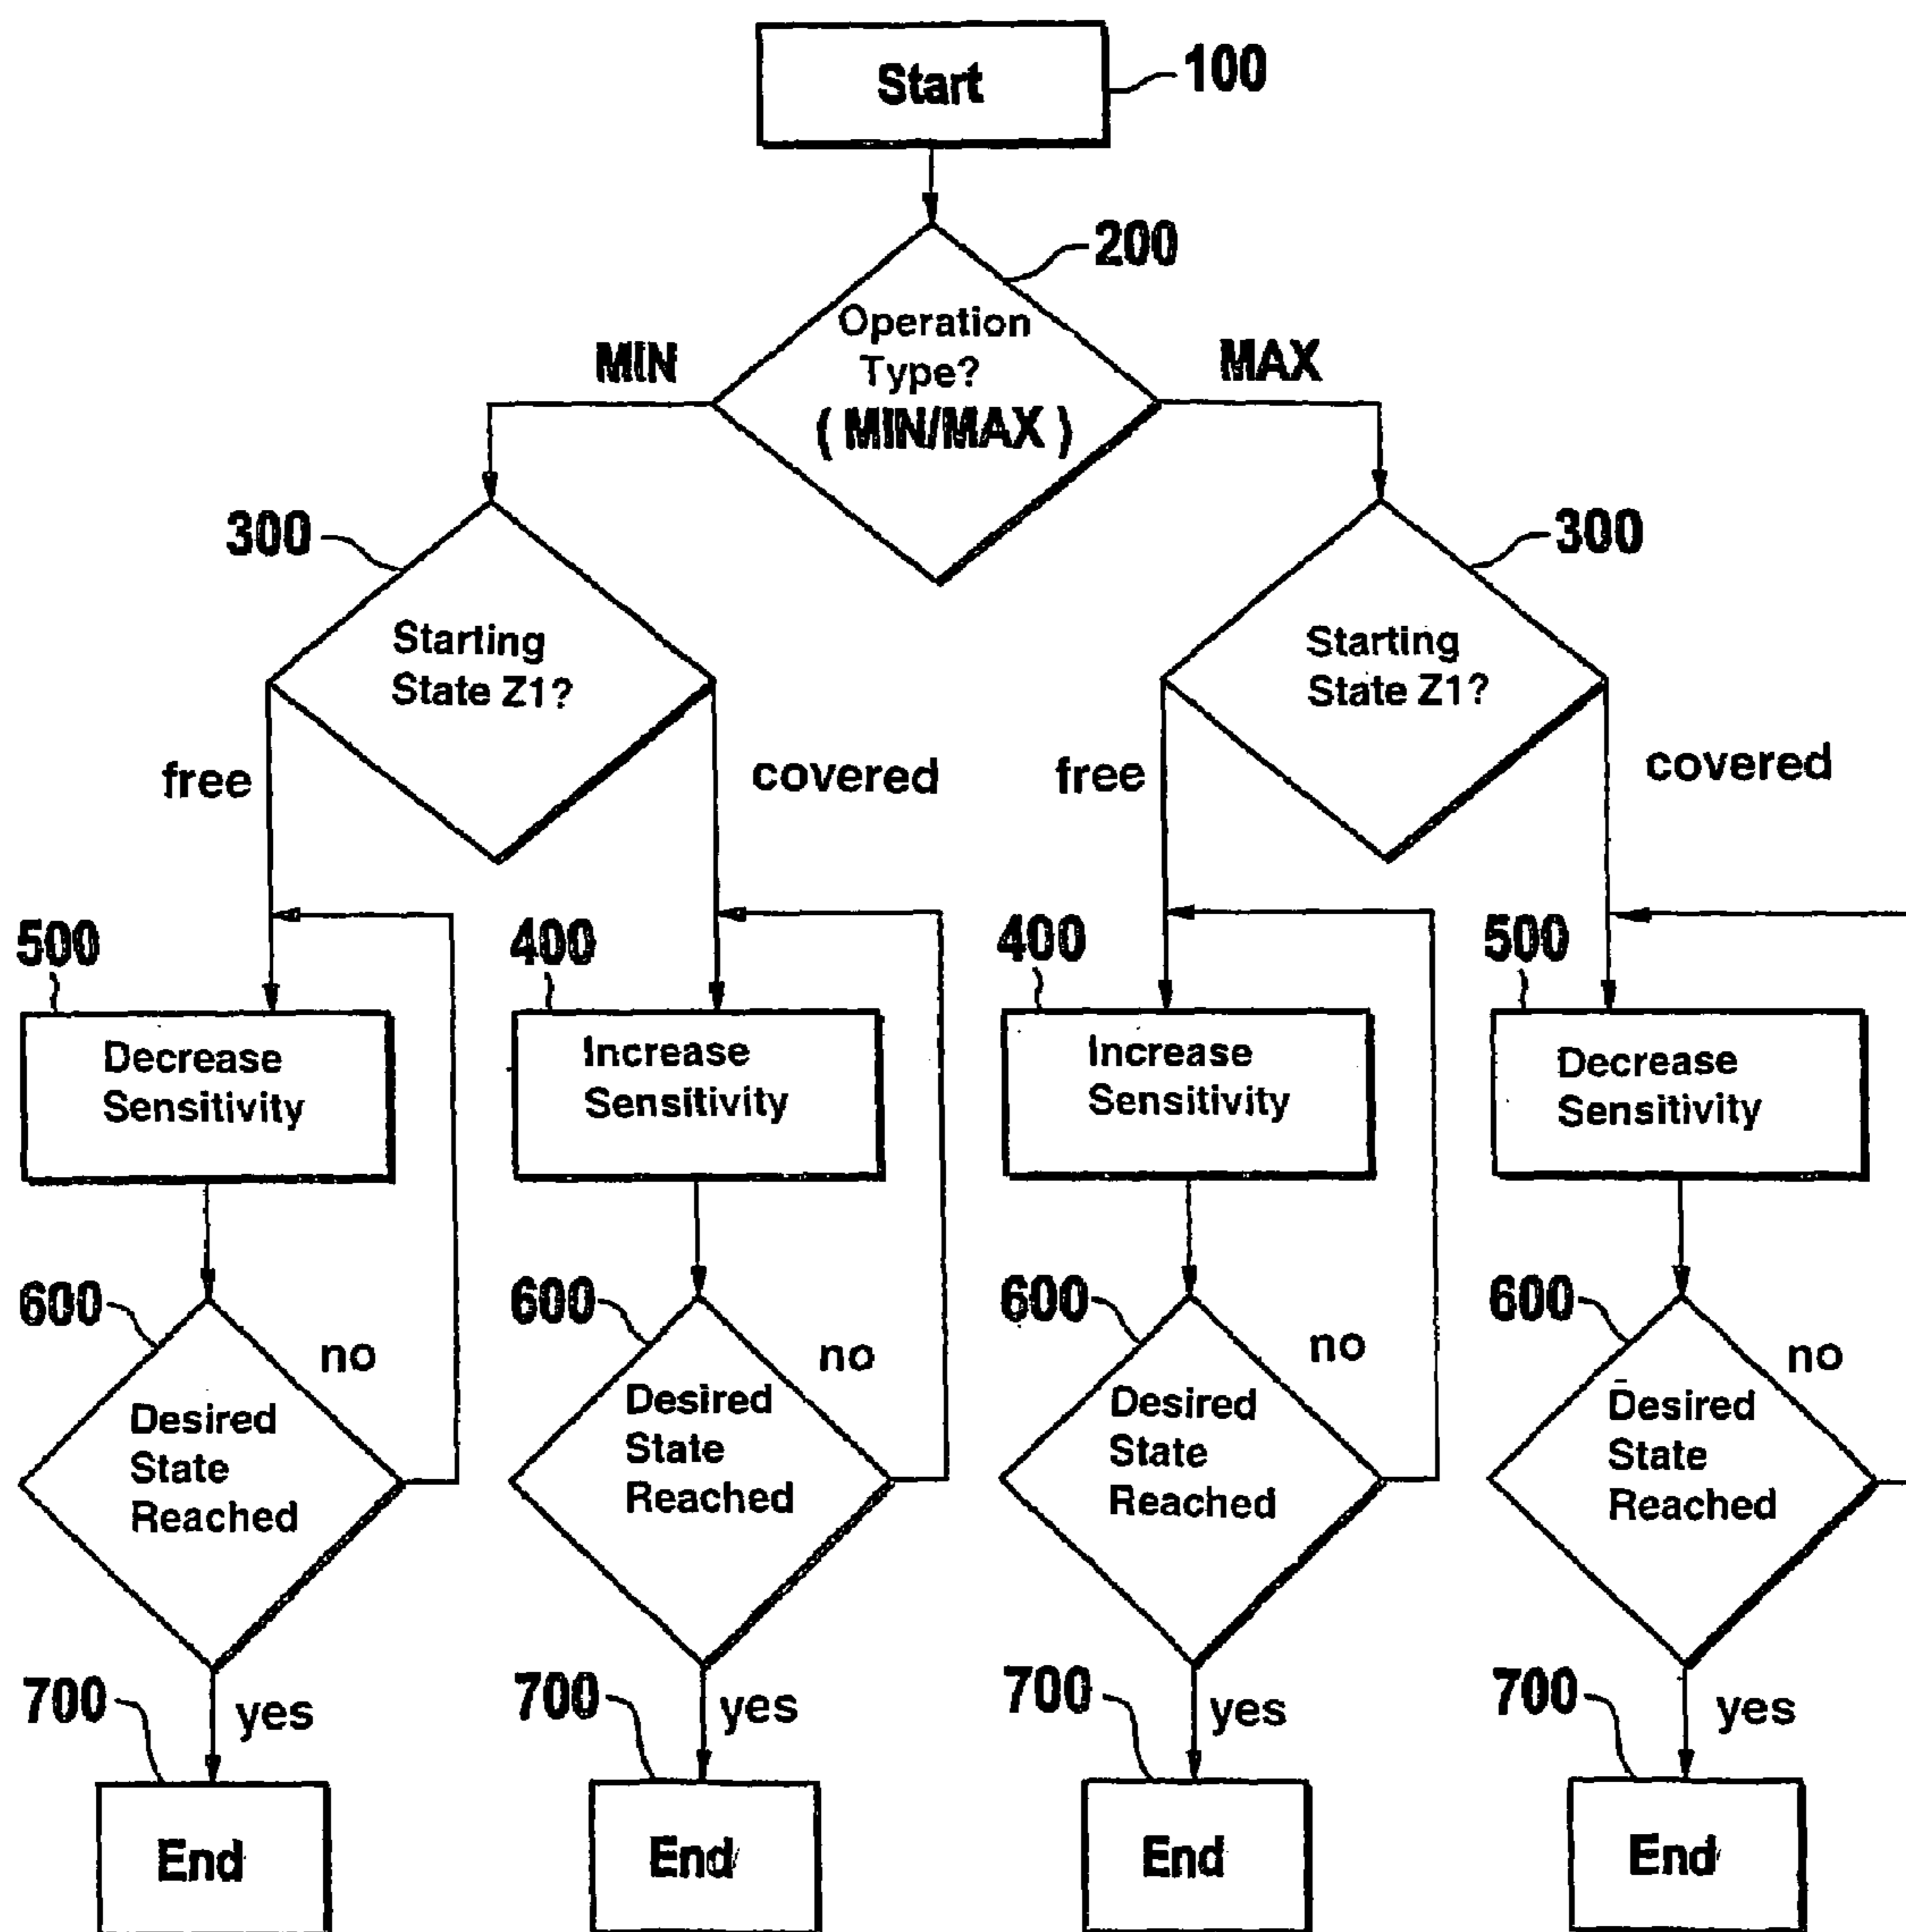 Start
100
200
Operation
Type?
( MIN/MAX )
MIN
MAX
300
Starting
State Z1?
300
Starting
State Z1?
free
covered
free
covered
500
Decrease
Sensitivity
400
Increase
Sensitivity
400
Increase
Sensitivity
500
Decrease
Sensitivity
600
no
Desired
State
Reached
600
no
Desired
State
Reached
600
no
Desired
State
Reached
600
no
Desired
State
Reached
700
yes
700
yes
700
yes
700
yes
End
End
End
End